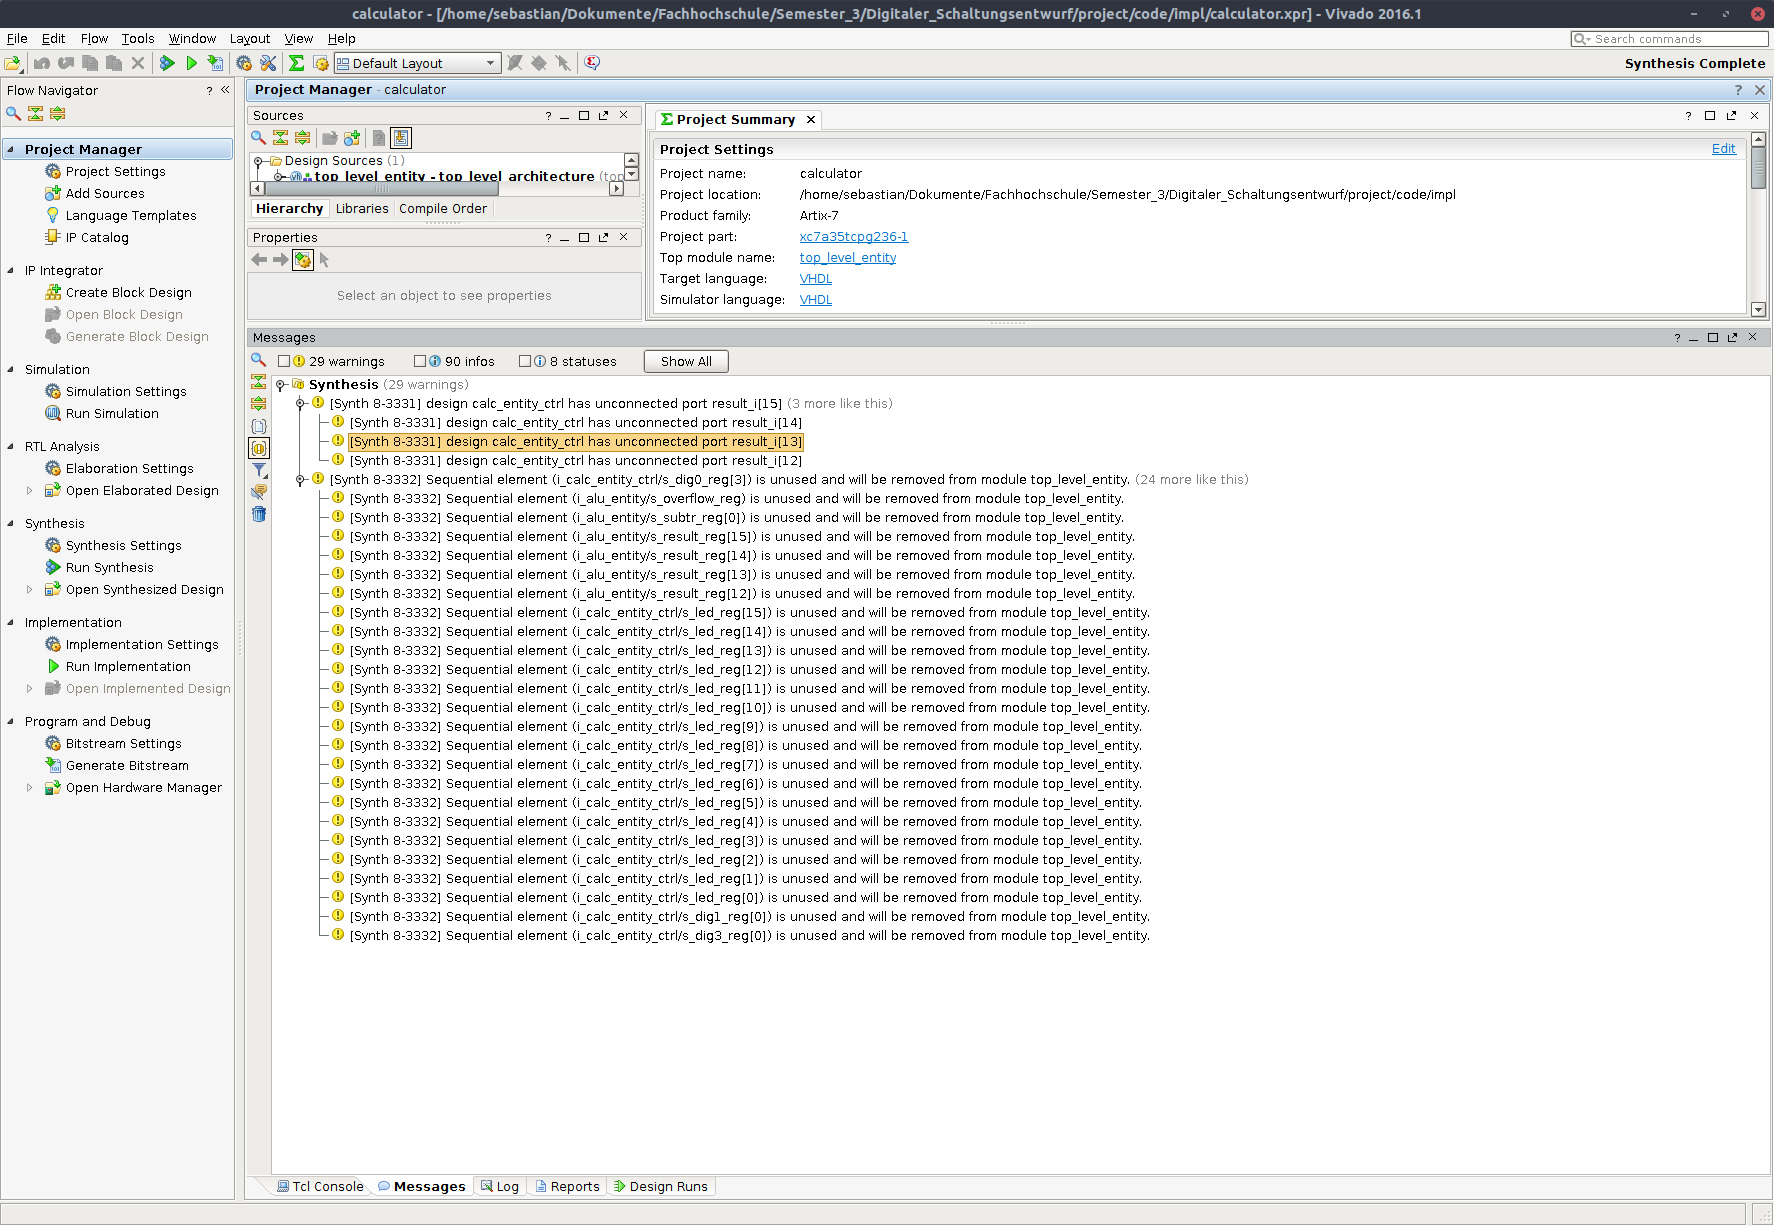 calculator - [/home/sebastian/Dokumente/Fachhochschule/Semester_3/Digitaler_Schaltungsentwurf/project/code/impl/calculator.xpr] - Vivado 2016.1
File Edit Flow Tools Window Layout View Help
Search commands
Default Layout
Synthesis Complete
Flow Navigator ? «
Project Manager
Project Settings
Add Sources
Language Templates
IP Catalog
IP Integrator
Create Block Design
Open Block Design
Generate Block Design
Simulation
Simulation Settings
Run Simulation
RTL Analysis
Elaboration Settings
Open Elaborated Design
Synthesis
Synthesis Settings
Run Synthesis
Open Synthesized Design
Implementation
Implementation Settings
Run Implementation
Open Implemented Design
Program and Debug
Bitstream Settings
Generate Bitstream
Open Hardware Manager
Project Manager - calculator
Sources
Design Sources (1)
top_level_entity - top_level_architecture (top
Hierarchy Libraries Compile Order
Properties
Select an object to see properties
Project Summary
Project Settings Edit
Project name: calculator
Project location: /home/sebastian/Dokumente/Fachhochschule/Semester_3/Digitaler_Schaltungsentwurf/project/code/impl
Product family: Artix-7
Project part: xc7a35tcpg236-1
Top module name: top_level_entity
Target language: VHDL
Simulator language: VHDL
Messages
29 warnings 90 infos 8 statuses Show All
Synthesis (29 warnings)
[Synth 8-3331] design calc_entity_ctrl has unconnected port result_i[15] (3 more like this)
[Synth 8-3331] design calc_entity_ctrl has unconnected port result_i[14]
[Synth 8-3331] design calc_entity_ctrl has unconnected port result_i[13]
[Synth 8-3331] design calc_entity_ctrl has unconnected port result_i[12]
[Synth 8-3332] Sequential element (i_calc_entity_ctrl/s_dig0_reg[3]) is unused and will be removed from module top_level_entity. (24 more like this)
[Synth 8-3332] Sequential element (i_alu_entity/s_overflow_reg) is unused and will be removed from module top_level_entity.
[Synth 8-3332] Sequential element (i_alu_entity/s_subtr_reg[0]) is unused and will be removed from module top_level_entity.
[Synth 8-3332] Sequential element (i_alu_entity/s_result_reg[15]) is unused and will be removed from module top_level_entity.
[Synth 8-3332] Sequential element (i_alu_entity/s_result_reg[14]) is unused and will be removed from module top_level_entity.
[Synth 8-3332] Sequential element (i_alu_entity/s_result_reg[13]) is unused and will be removed from module top_level_entity.
[Synth 8-3332] Sequential element (i_alu_entity/s_result_reg[12]) is unused and will be removed from module top_level_entity.
[Synth 8-3332] Sequential element (i_calc_entity_ctrl/s_led_reg[15]) is unused and will be removed from module top_level_entity.
[Synth 8-3332] Sequential element (i_calc_entity_ctrl/s_led_reg[14]) is unused and will be removed from module top_level_entity.
[Synth 8-3332] Sequential element (i_calc_entity_ctrl/s_led_reg[13]) is unused and will be removed from module top_level_entity.
[Synth 8-3332] Sequential element (i_calc_entity_ctrl/s_led_reg[12]) is unused and will be removed from module top_level_entity.
[Synth 8-3332] Sequential element (i_calc_entity_ctrl/s_led_reg[11]) is unused and will be removed from module top_level_entity.
[Synth 8-3332] Sequential element (i_calc_entity_ctrl/s_led_reg[10]) is unused and will be removed from module top_level_entity.
[Synth 8-3332] Sequential element (i_calc_entity_ctrl/s_led_reg[9]) is unused and will be removed from module top_level_entity.
[Synth 8-3332] Sequential element (i_calc_entity_ctrl/s_led_reg[8]) is unused and will be removed from module top_level_entity.
[Synth 8-3332] Sequential element (i_calc_entity_ctrl/s_led_reg[7]) is unused and will be removed from module top_level_entity.
[Synth 8-3332] Sequential element (i_calc_entity_ctrl/s_led_reg[6]) is unused and will be removed from module top_level_entity.
[Synth 8-3332] Sequential element (i_calc_entity_ctrl/s_led_reg[5]) is unused and will be removed from module top_level_entity.
[Synth 8-3332] Sequential element (i_calc_entity_ctrl/s_led_reg[4]) is unused and will be removed from module top_level_entity.
[Synth 8-3332] Sequential element (i_calc_entity_ctrl/s_led_reg[3]) is unused and will be removed from module top_level_entity.
[Synth 8-3332] Sequential element (i_calc_entity_ctrl/s_led_reg[2]) is unused and will be removed from module top_level_entity.
[Synth 8-3332] Sequential element (i_calc_entity_ctrl/s_led_reg[1]) is unused and will be removed from module top_level_entity.
[Synth 8-3332] Sequential element (i_calc_entity_ctrl/s_led_reg[0]) is unused and will be removed from module top_level_entity.
[Synth 8-3332] Sequential element (i_calc_entity_ctrl/s_dig1_reg[0]) is unused and will be removed from module top_level_entity.
[Synth 8-3332] Sequential element (i_calc_entity_ctrl/s_dig3_reg[0]) is unused and will be removed from module top_level_entity.
Tcl Console Messages Log Reports Design Runs